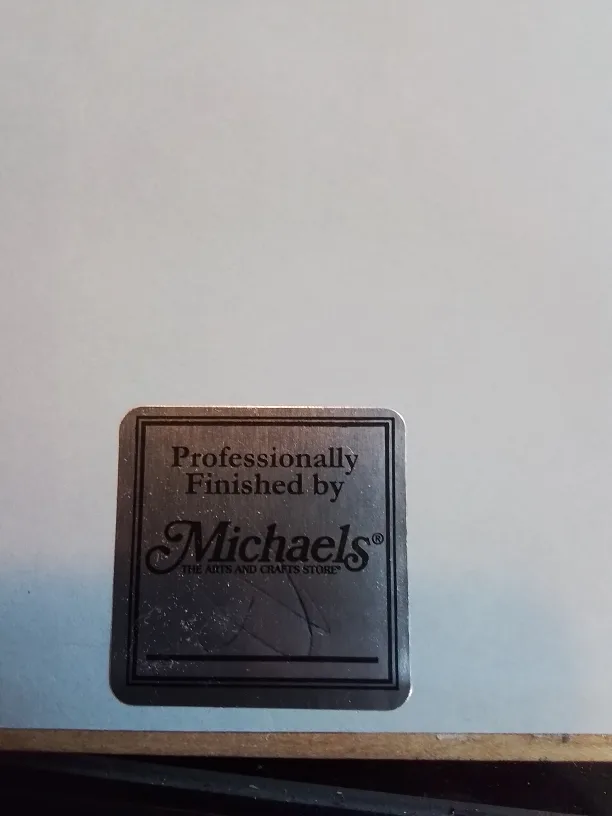 Professionally
Finished by
Michaels®
THE ARTS AND CRAFTS STORE®